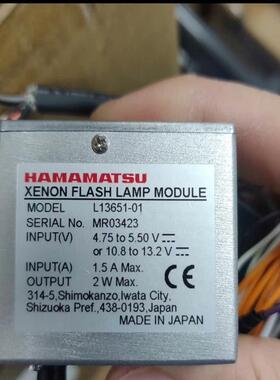 HAMAMATSU
XENON FLASH LAMP MODULE
MODEL L13651-01
SERIAL No. MR03423
INPUT(V) 4.75 to 5.50 V ⎓
or 10.8 to 13.2 V ⎓
INPUT(A) 1.5 A Max.
OUTPUT 2 W Max.
CE
314-5,Shimokanzo,Iwata City,
Shizuoka Pref.,438-0193,Japan
MADE IN JAPAN